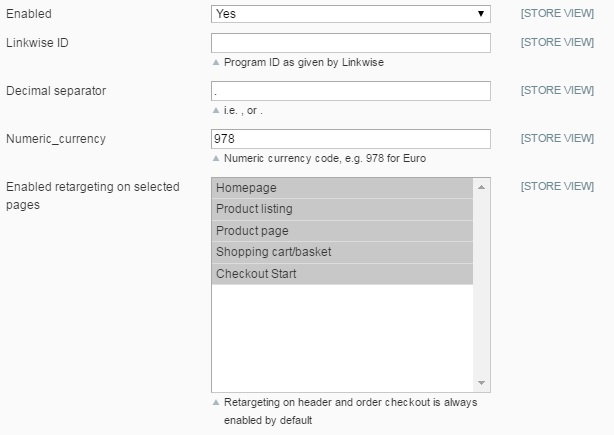 Enabled Yes [STORE VIEW]
Linkwise ID [STORE VIEW]
Program ID as given by Linkwise
Decimal separator . [STORE VIEW]
i.e. , or .
Numeric_currency 978 [STORE VIEW]
Numeric currency code, e.g. 978 for Euro
Enabled retargeting on selected Homepage [STORE VIEW]
pages Product listing
Product page
Shopping cart/basket
Checkout Start
Retargeting on header and order checkout is always
enabled by default